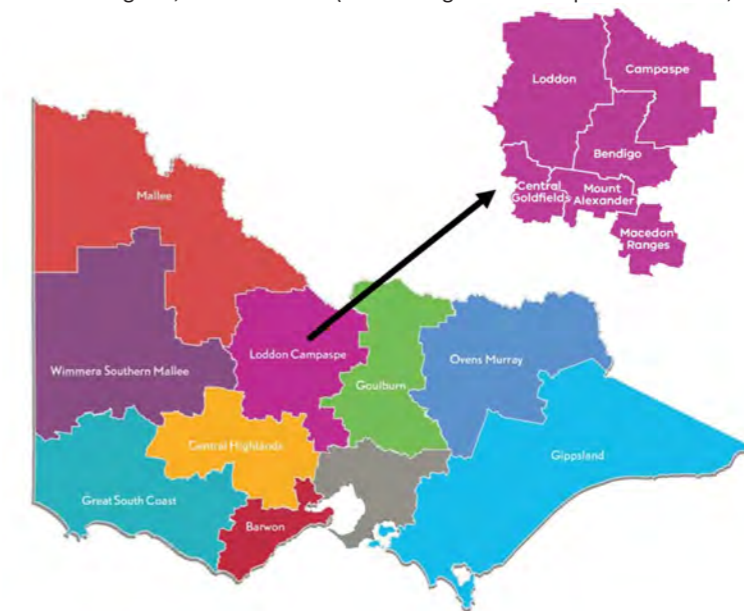 Loddon
Campaspe
Bendigo
Central
Goldfields
Mount
Alexander
Macedon
Ranges
Mallee
Loddon Campaspe
Wimmera Southern Mallee
Goulburn
Ovens Murray
Central Highlands
Gippsland
Great South Coast
Barwon